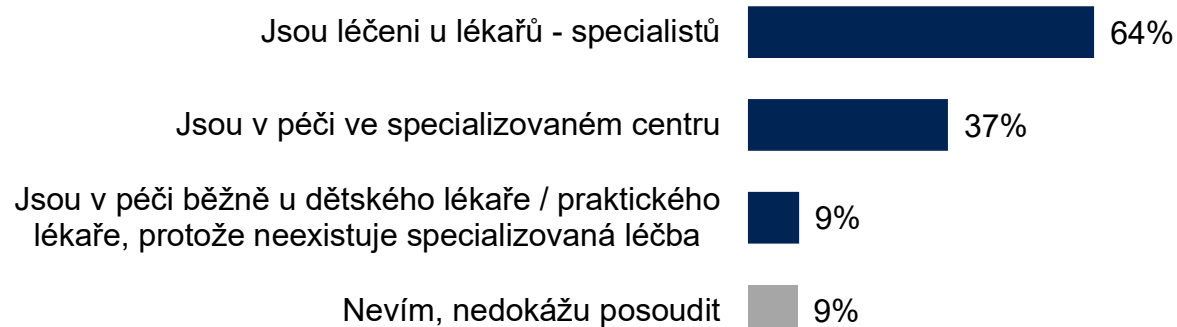 Jsou léčeni u lékařů - specialistů
64%
Jsou v péči ve specializovaném centru
37%
Jsou v péči běžně u dětského lékaře / praktického
lékaře, protože neexistuje specializovaná léčba
9%
Nevím, nedokážu posoudit
9%